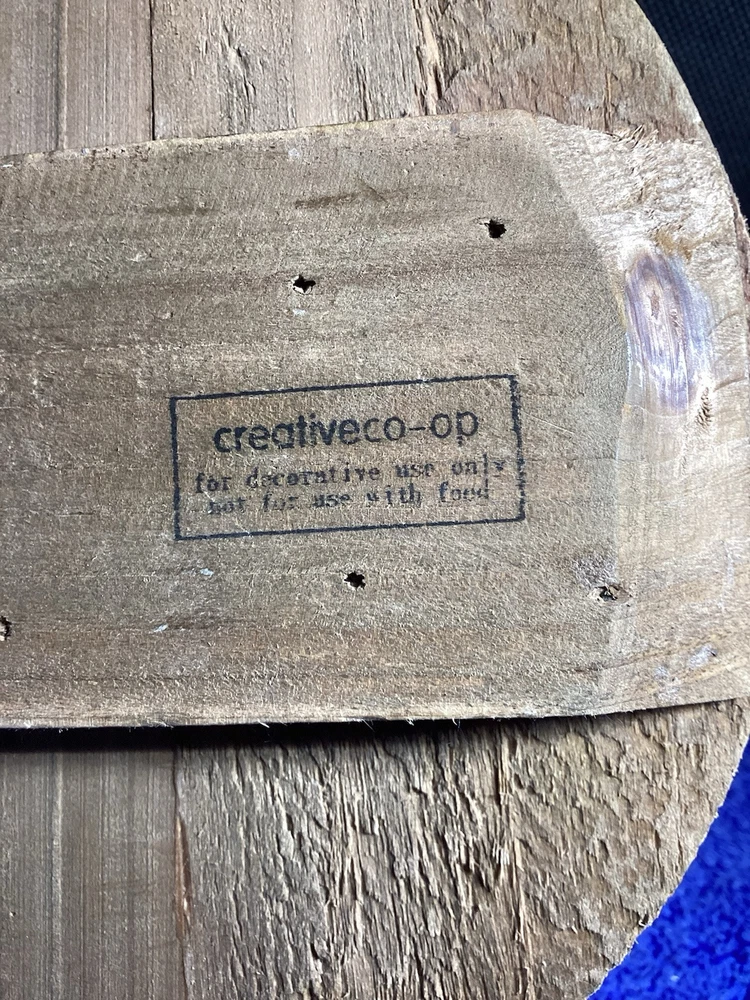 creativeco-op
for decorative use only
not for use with food